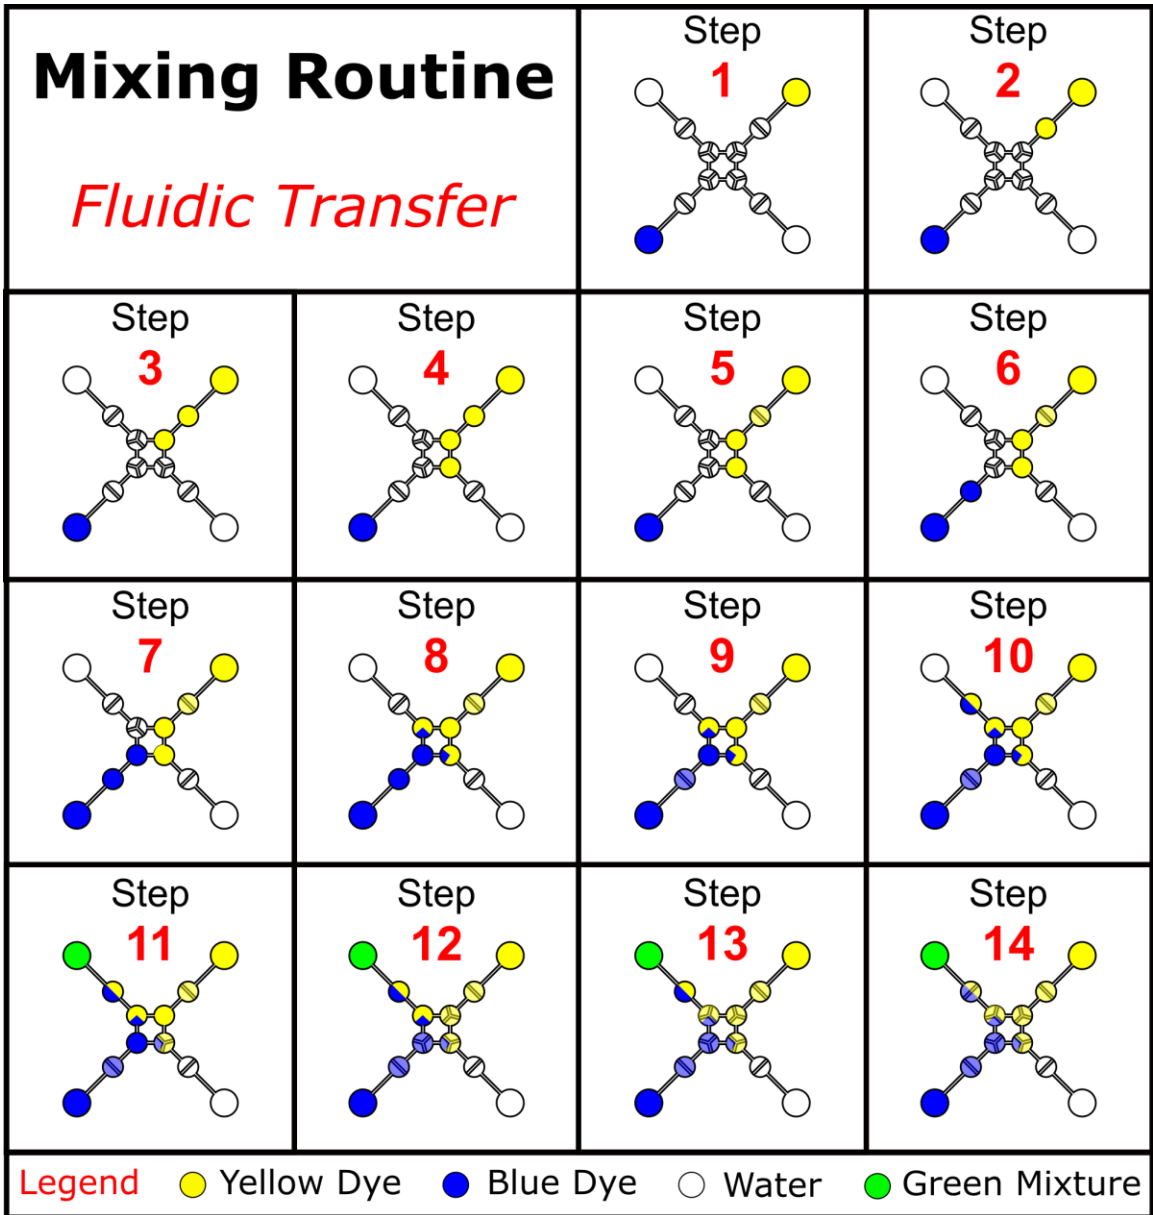 Mixing Routine
Fluidic Transfer
Step
1
Step
2
Step
3
Step
4
Step
5
Step
6
Step
7
Step
8
Step
9
Step
10
Step
11
Step
12
Step
13
Step
14
Legend Yellow Dye Blue Dye Water Green Mixture